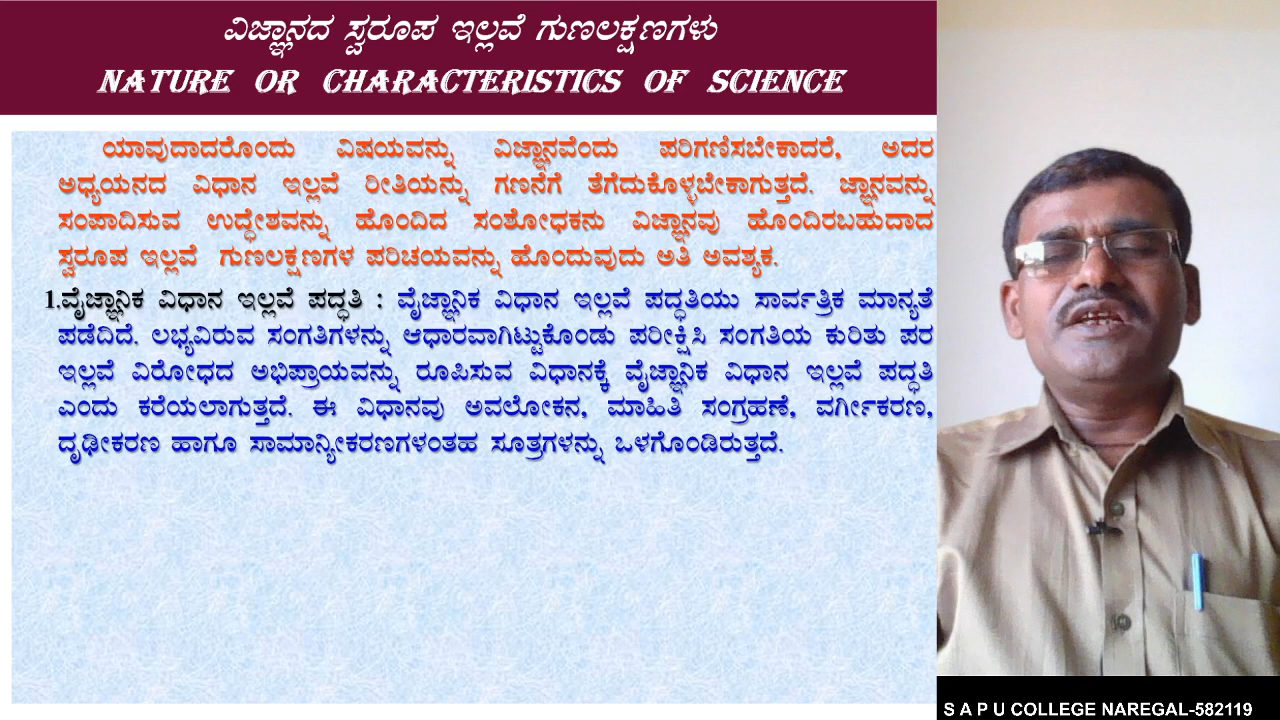 ವಿಜ್ಞಾನದ ಸ್ವರೂಪ ಇಲ್ಲವೆ ಗುಣಲಕ್ಷಣಗಳು
NATURE OR CHARACTERISTICS OF SCIENCE
ಯಾವುದಾದರೊಂದು ವಿಷಯವನ್ನು ವಿಜ್ಞಾನವೆಂದು ಪರಿಗಣಿಸಬೇಕಾದರೆ, ಅದರ
ಅಧ್ಯಯನದ ವಿಧಾನ ಇಲ್ಲವೆ ರೀತಿಯನ್ನು ಗಣನೆಗೆ ತೆಗೆದುಕೊಳ್ಳಬೇಕಾಗುತ್ತದೆ. ಜ್ಞಾನವನ್ನು
ಸಂಪಾದಿಸುವ ಉದ್ದೇಶವನ್ನು ಹೊಂದಿದ ಸಂಶೋಧಕನು ವಿಜ್ಞಾನವು ಹೊಂದಿರಬಹುದಾದ
ಸ್ವರೂಪ ಇಲ್ಲವೆ ಗುಣಲಕ್ಷಣಗಳ ಪರಿಚಯವನ್ನು ಹೊಂದುವುದು ಅತಿ ಅವಶ್ಯಕ.
1.ವೈಜ್ಞಾನಿಕ ವಿಧಾನ ಇಲ್ಲವೆ ಪದ್ಧತಿ : ವೈಜ್ಞಾನಿಕ ವಿಧಾನ ಇಲ್ಲವೆ ಪದ್ಧತಿಯು ಸಾರ್ವತ್ರಿಕ ಮಾನ್ಯತೆ
ಪಡೆದಿದೆ. ಲಭ್ಯವಿರುವ ಸಂಗತಿಗಳನ್ನು ಆಧಾರವಾಗಿಟ್ಟುಕೊಂಡು ಪರೀಕ್ಷಿಸಿ ಸಂಗತಿಯ ಕುರಿತು ಪರ
ಇಲ್ಲವೆ ವಿರೋಧದ ಅಭಿಪ್ರಾಯವನ್ನು ರೂಪಿಸುವ ವಿಧಾನಕ್ಕೆ ವೈಜ್ಞಾನಿಕ ವಿಧಾನ ಇಲ್ಲವೆ ಪದ್ಧತಿ
ಎಂದು ಕರೆಯಲಾಗುತ್ತದೆ. ಈ ವಿಧಾನವು ಅವಲೋಕನ, ಮಾಹಿತಿ ಸಂಗ್ರಹಣೆ, ವರ್ಗೀಕರಣ,
ದೃಢೀಕರಣ ಹಾಗೂ ಸಾಮಾನ್ಯೀಕರಣಗಳಂತಹ ಸೂತ್ರಗಳನ್ನು ಒಳಗೊಂಡಿರುತ್ತದೆ.
S A P U COLLEGE NAREGAL-582119